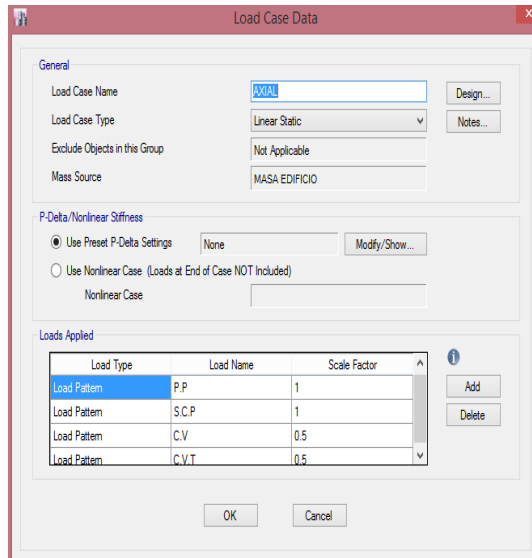 Load Case Data
x
General
Load Case Name AXIAL Design...
Load Case Type Linear Static Notes...
Exclude Objects in this Group Not Applicable
Mass Source MASA EDIFICIO
P-Delta/Nonlinear Stiffness
Use Preset P-Delta Settings None Modify/Show...
Use Nonlinear Case (Loads at End of Case NOT Included)
Nonlinear Case
Loads Applied
Load Type Load Name Scale Factor
Load Pattern P.P 1 Add
Load Pattern S.C.P 1 Delete
Load Pattern C.V 0.5
Load Pattern C.V.T 0.5
OK Cancel